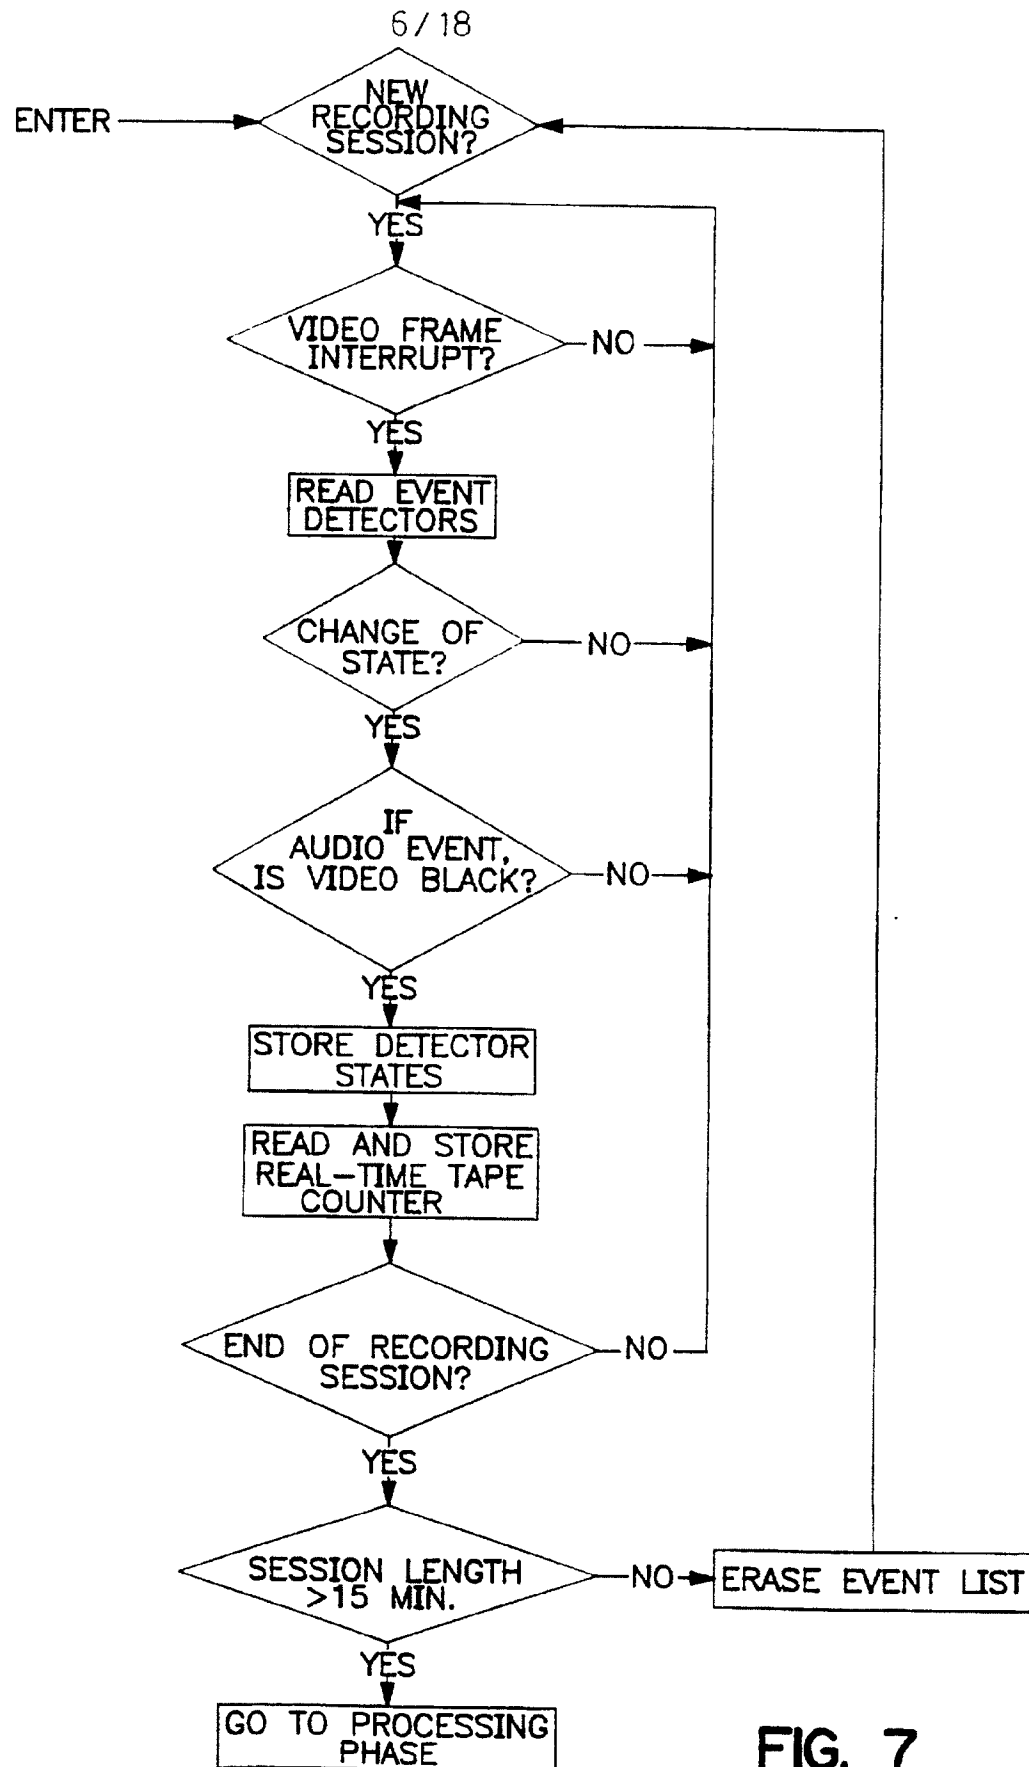 6/18
NEW
RECORDING
SESSION?
ENTER
YES
VIDEO FRAME
INTERRUPT?
NO
YES
READ EVENT
DETECTORS
CHANGE OF
STATE?
NO
YES
IF
AUDIO EVENT,
IS VIDEO BLACK?
NO
YES
STORE DETECTOR
STATES
READ AND STORE
REAL-TIME TAPE
COUNTER
END OF RECORDING
SESSION?
NO
YES
SESSION LENGTH
>15 MIN.
NO
ERASE EVENT LIST
YES
GO TO PROCESSING
PHASE
FIG. 7